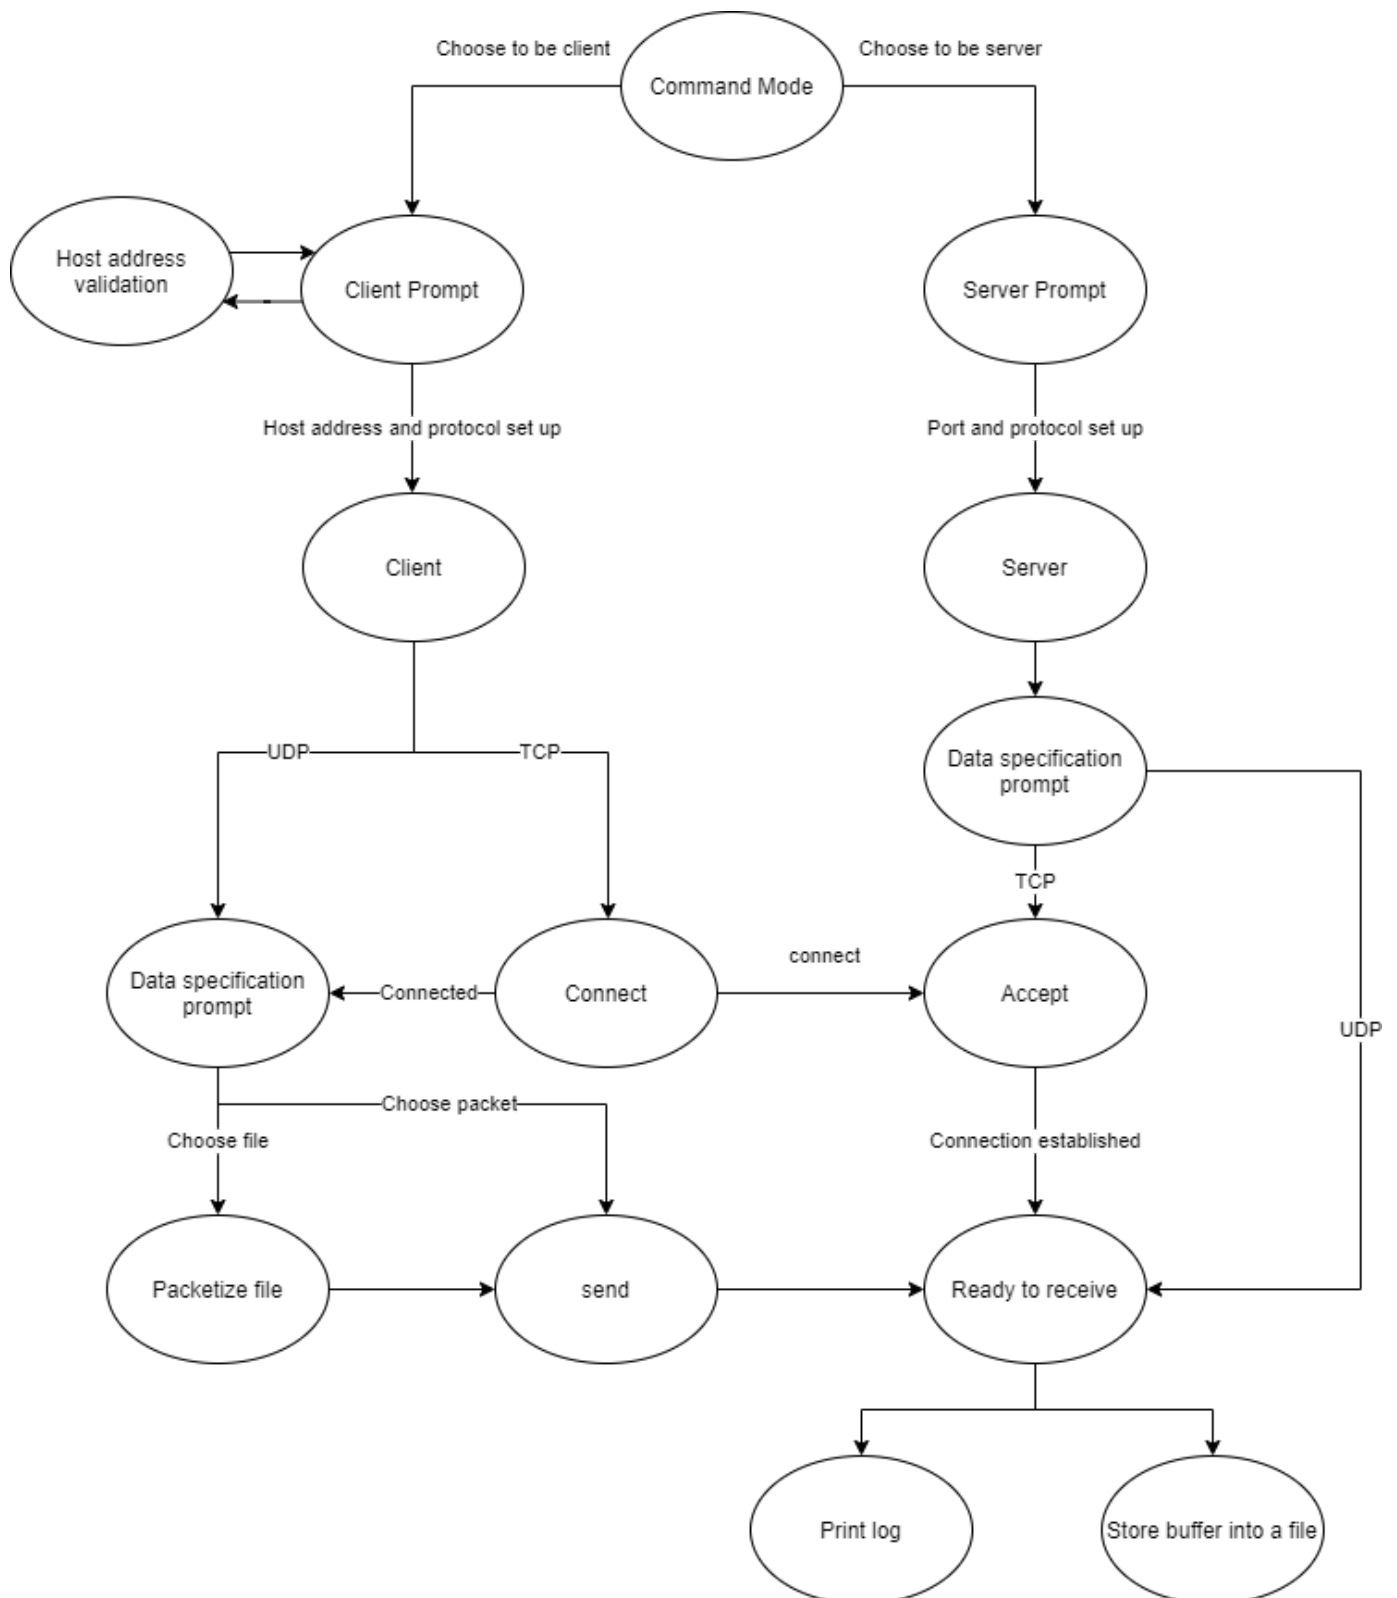 Choose to be client
Choose to be server
Command Mode
Host address
validation
Client Prompt
Server Prompt
Host address and protocol set up
Port and protocol set up
Client
Server
UDP
TCP
Data specification
prompt
TCP
Data specification
prompt
Connected
Connect
connect
Accept
UDP
Choose packet
Choose file
Connection established
Packetize file
send
Ready to receive
Print log
Store buffer into a file